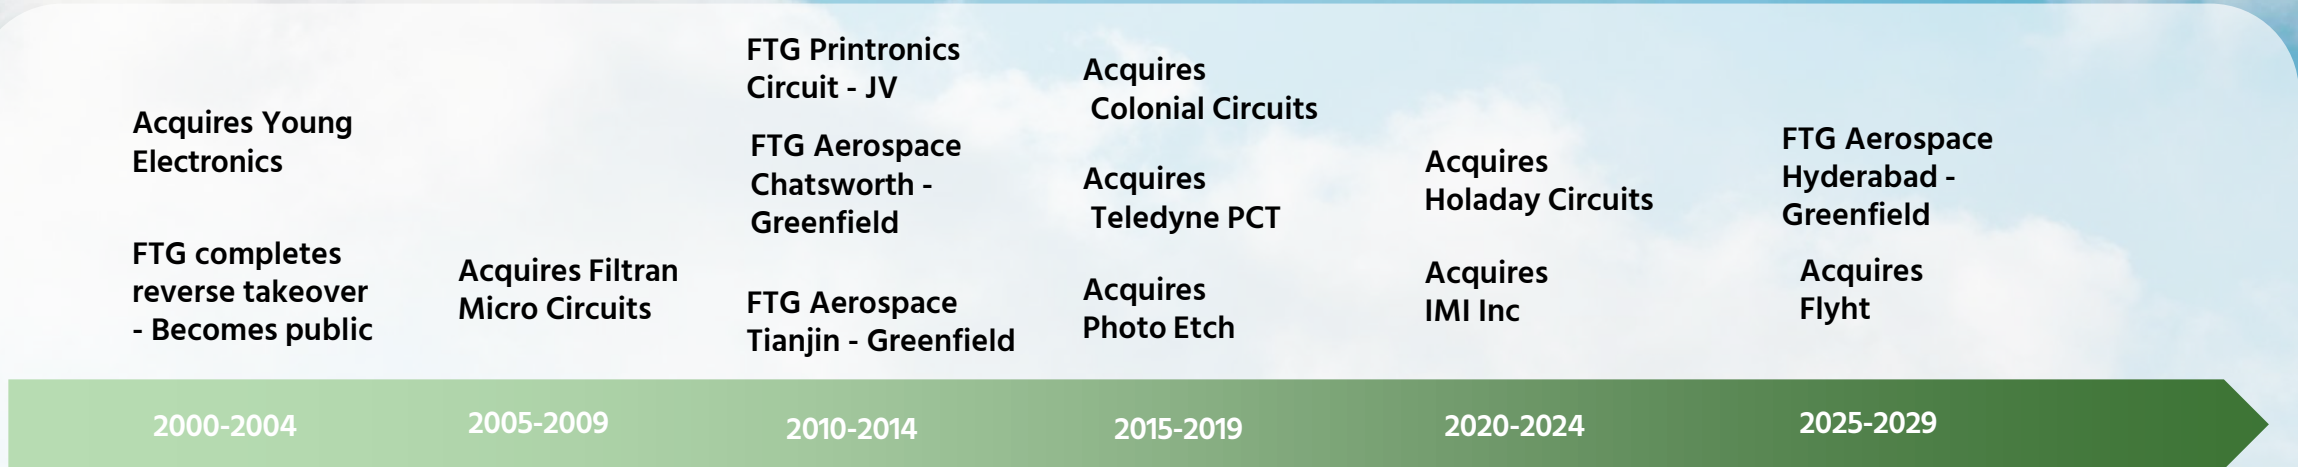 Acquires Young
Electronics
FTG completes
reverse takeover
- Becomes public
Acquires Filtran
Micro Circuits
FTG Printronics
Circuit - JV
FTG Aerospace
Chatsworth -
Greenfield
FTG Aerospace
Tianjin - Greenfield
Acquires
Colonial Circuits
Acquires
Teledyne PCT
Acquires
Photo Etch
Acquires
Holaday Circuits
Acquires
IMI Inc
FTG Aerospace
Hyderabad -
Greenfield
Acquires
Flyht
2000-2004
2005-2009
2010-2014
2015-2019
2020-2024
2025-2029